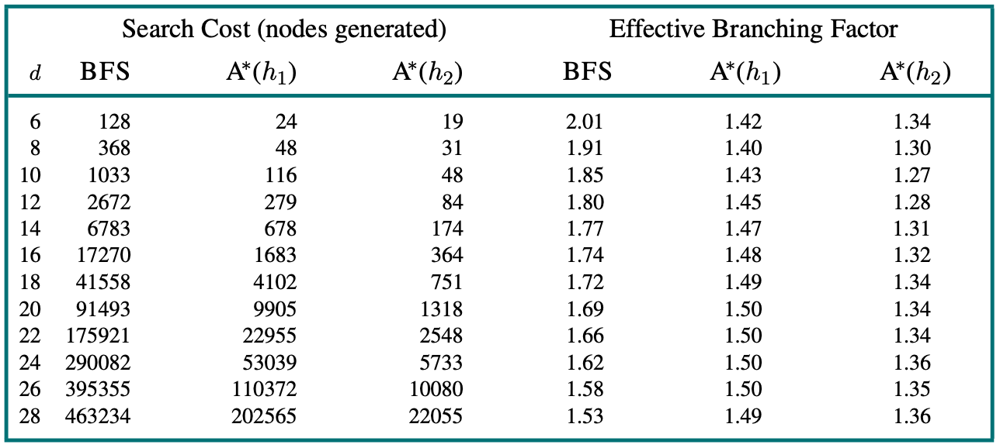 Search Cost (nodes generated) Effective Branching Factor
d BFS A*(h₁) A*(h₂) BFS A*(h₁) A*(h₂)
6 128 24 19 2.01 1.42 1.34
8 368 48 31 1.91 1.40 1.30
10 1033 116 48 1.85 1.43 1.27
12 2672 279 84 1.80 1.45 1.28
14 6783 678 174 1.77 1.47 1.31
16 17270 1683 364 1.74 1.48 1.32
18 41558 4102 751 1.72 1.49 1.34
20 91493 9905 1318 1.69 1.50 1.34
22 175921 22955 2548 1.66 1.50 1.34
24 290082 53039 5733 1.62 1.50 1.36
26 395355 110372 10080 1.58 1.50 1.35
28 463234 202565 22055 1.53 1.49 1.36